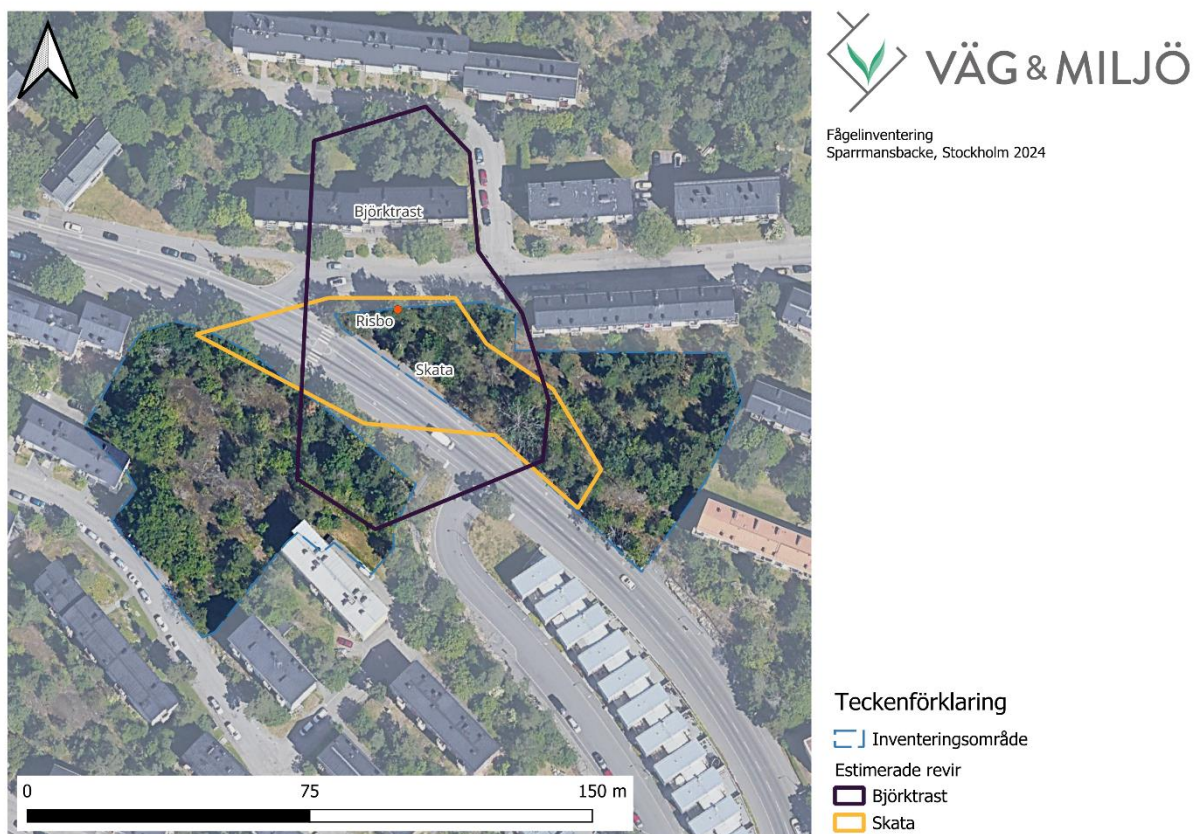 VÄG & MILJÖ
Fågelinventering
Sparrmansbacke, Stockholm 2024
Björktrast
Risbo
Skata
0 75 150 m
Teckenförklaring
Inventeringsområde
Estimerade revir
Björktrast
Skata